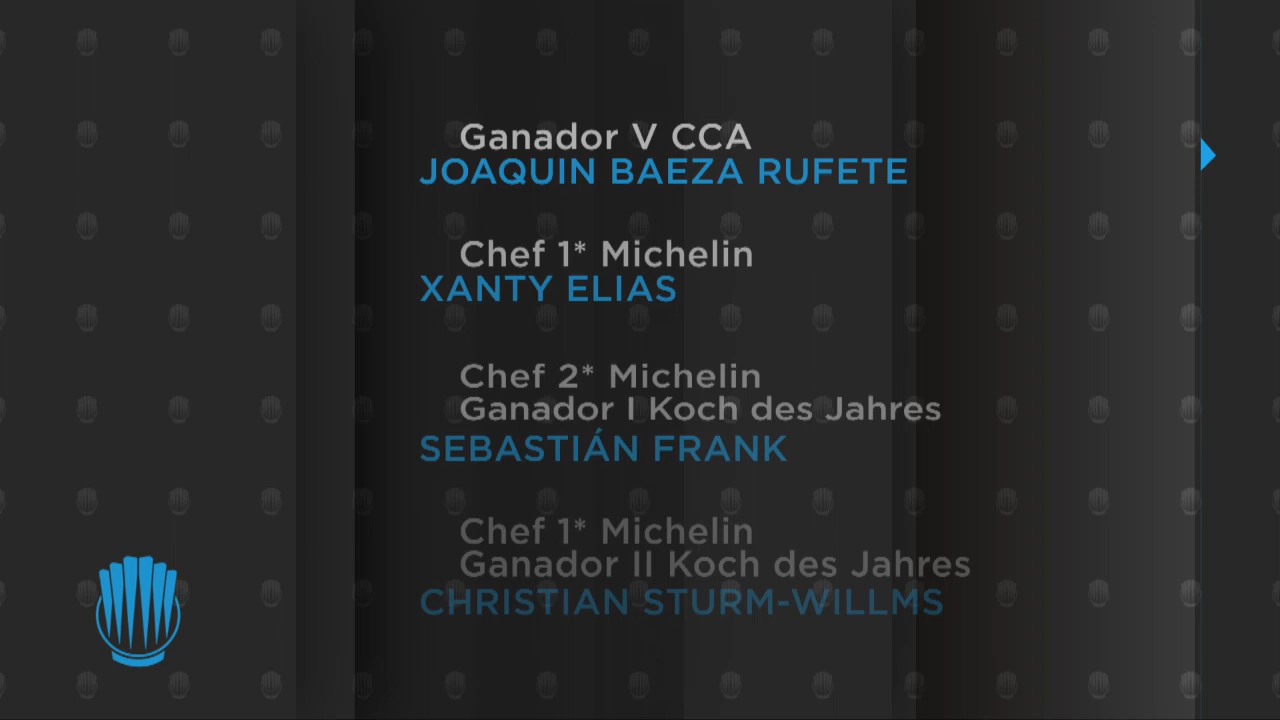 Ganador V CCA
JOAQUIN BAEZA RUFETE
Chef 1* Michelin
XANTY ELIAS
Chef 2* Michelin
Ganador I Koch des Jahres
SEBASTIÁN FRANK
Chef 1* Michelin
Ganador II Koch des Jahres
CHRISTIAN STURM-WILLMS